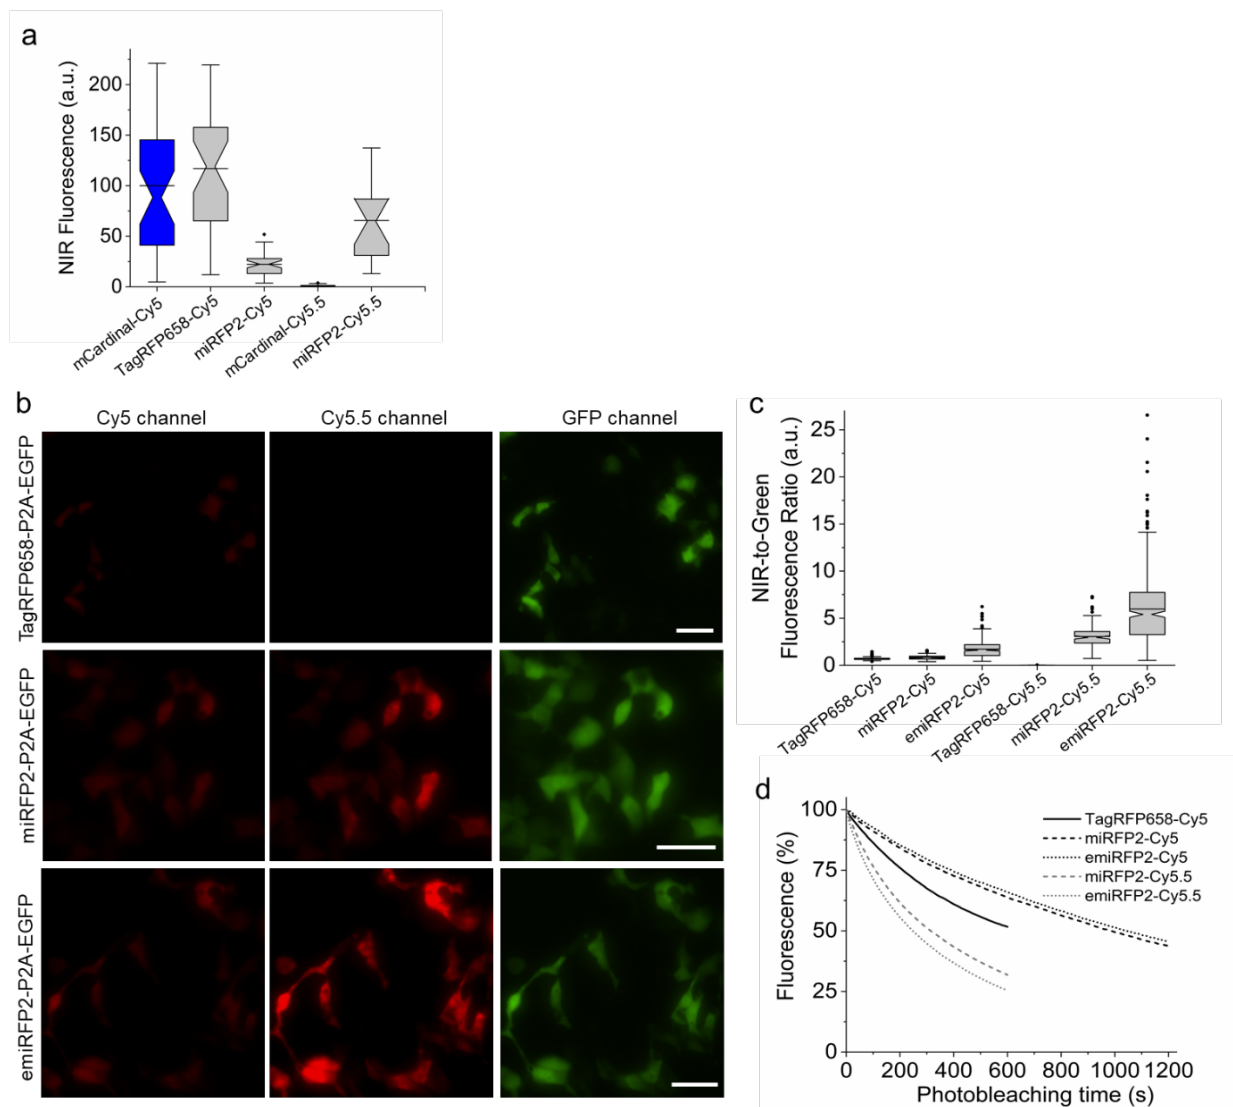 a
NIR Fluorescence (a.u.)
200
150
100
50
0
mCardinal-Cy5
TagRFP658-Cy5
miRFP2-Cy5
mCardinal-Cy5.5
miRFP2-Cy5.5
b
Cy5 channel
Cy5.5 channel
GFP channel
TagRFP658-P2A-EGFP
miRFP2-P2A-EGFP
emiRFP2-P2A-EGFP
c
NIR-to-Green
Fluorescence Ratio (a.u.)
25
20
15
10
5
0
TagRFP658-Cy5
miRFP2-Cy5
emiRFP2-Cy5
TagRFP658-Cy5.5
miRFP2-Cy5.5
emiRFP2-Cy5.5
d
Fluorescence (%)
100
75
50
25
0
TagRFP658-Cy5
miRFP2-Cy5
emiRFP2-Cy5
miRFP2-Cy5.5
emiRFP2-Cy5.5
0 200 400 600 800 1000 1200
Photobleaching time (s)